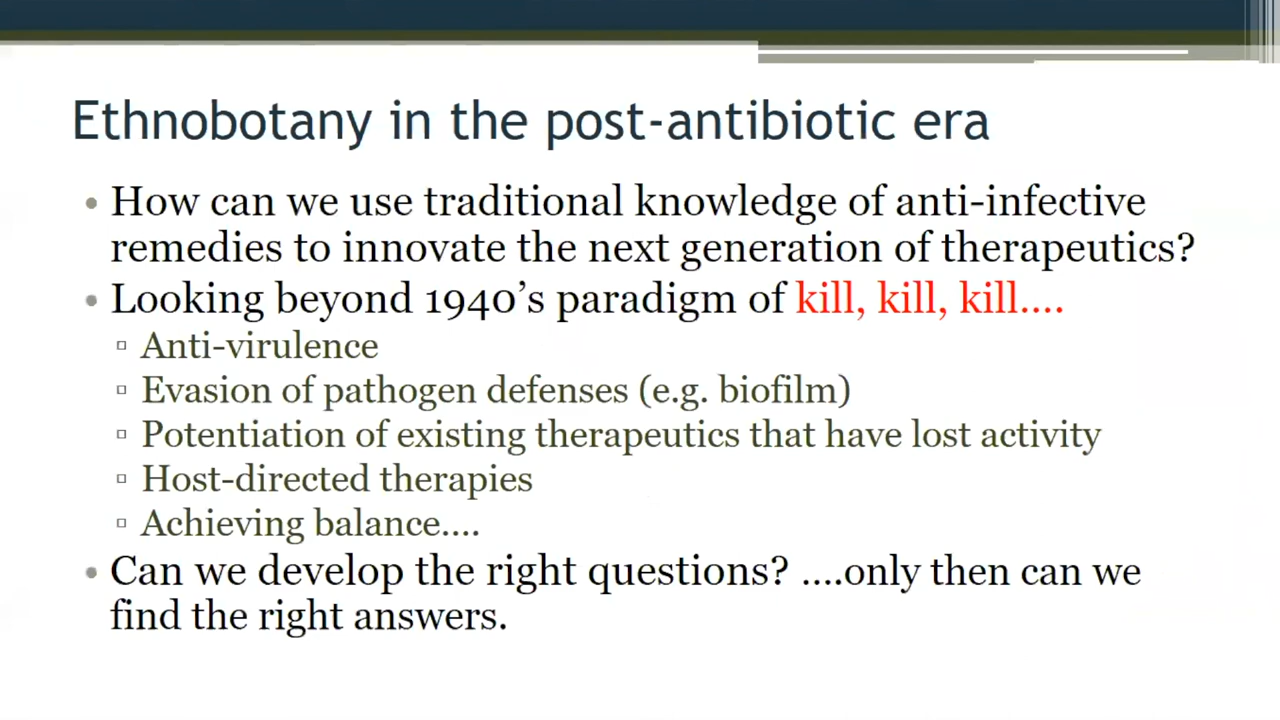 Ethnobotany in the post-antibiotic era
• How can we use traditional knowledge of anti-infective
remedies to innovate the next generation of therapeutics?
• Looking beyond 1940’s paradigm of kill, kill, kill....
▫ Anti-virulence
▫ Evasion of pathogen defenses (e.g. biofilm)
▫ Potentiation of existing therapeutics that have lost activity
▫ Host-directed therapies
▫ Achieving balance....
• Can we develop the right questions? ....only then can we
find the right answers.